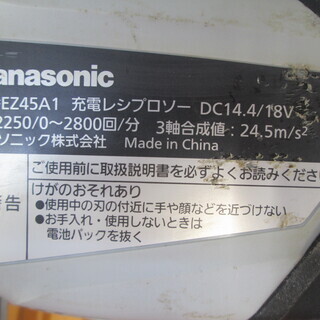 anasonic
EZ45A1 充電レシプロソー DC14.4/18V
2250/0〜2800回/分 3軸合成値：24.5m/s²
ソニック株式会社 Made in China
ご使用前に取扱説明書を必ずよくお読みください
告
けがのおそれあり
●使用中の刃の付近に手や顔などを近づけない
●お手入れ・使用しないときは
電池パックを抜く